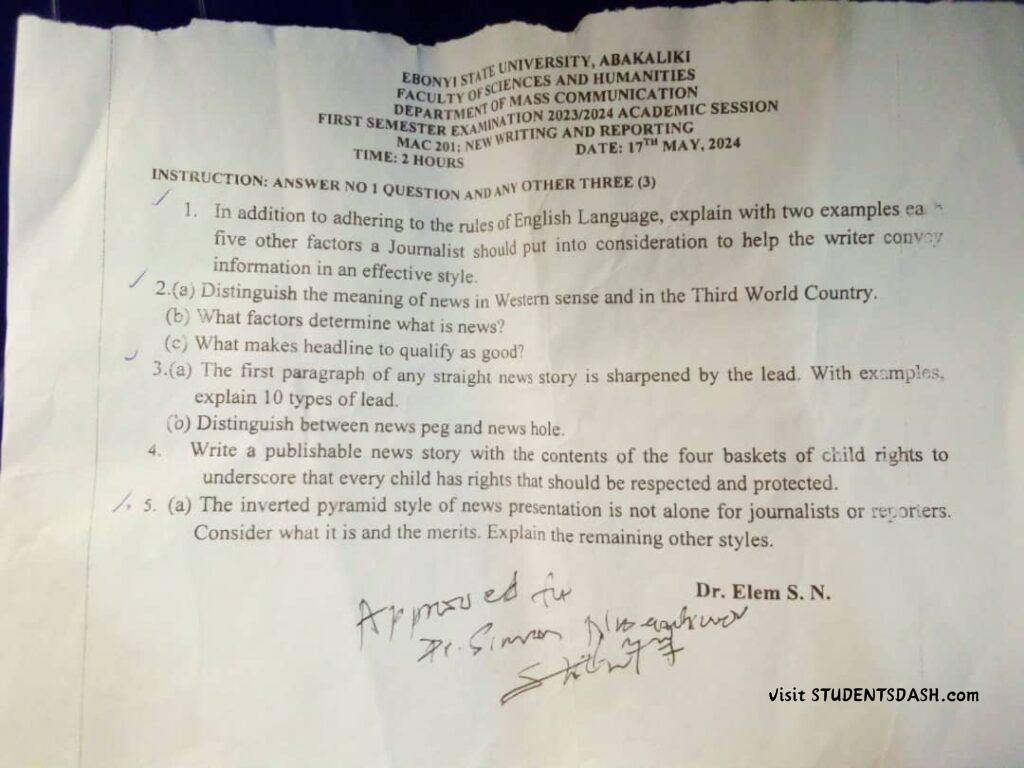 EBONYI STATE UNIVERSITY, ABAKALIKI
FACULTY OF SCIENCES AND HUMANITIES
DEPARTMENT OF MASS COMMUNICATION
FIRST SEMESTER EXAMINATION 2023/2024 ACADEMIC SESSION
MAC 201; NEW WRITING AND REPORTING
TIME: 2 HOURS DATE: 17TH MAY, 2024
INSTRUCTION: ANSWER NO 1 QUESTION AND ANY OTHER THREE (3)
1. In addition to adhering to the rules of English Language, explain with two examples
five other factors a Journalist should put into consideration to help the writer convey
information in an effective style.
2.(a) Distinguish the meaning of news in Western sense and in the Third World Country.
(b) What factors determine what is news?
(c) What makes headline to qualify as good?
3.(a) The first paragraph of any straight news story is sharpened by the lead. With examples,
explain 10 types of lead.
(b) Distinguish between news peg and news hole.
4. Write a publishable news story with the contents of the four baskets of child rights to
underscore that every child has rights that should be respected and protected.
5. (a) The inverted pyramid style of news presentation is not alone for journalists or reporters.
Consider what it is and the merits. Explain the remaining other styles.
Dr. Elem S. N.
Approved for
Dr. Simon
visit STUDENTSDASH.com